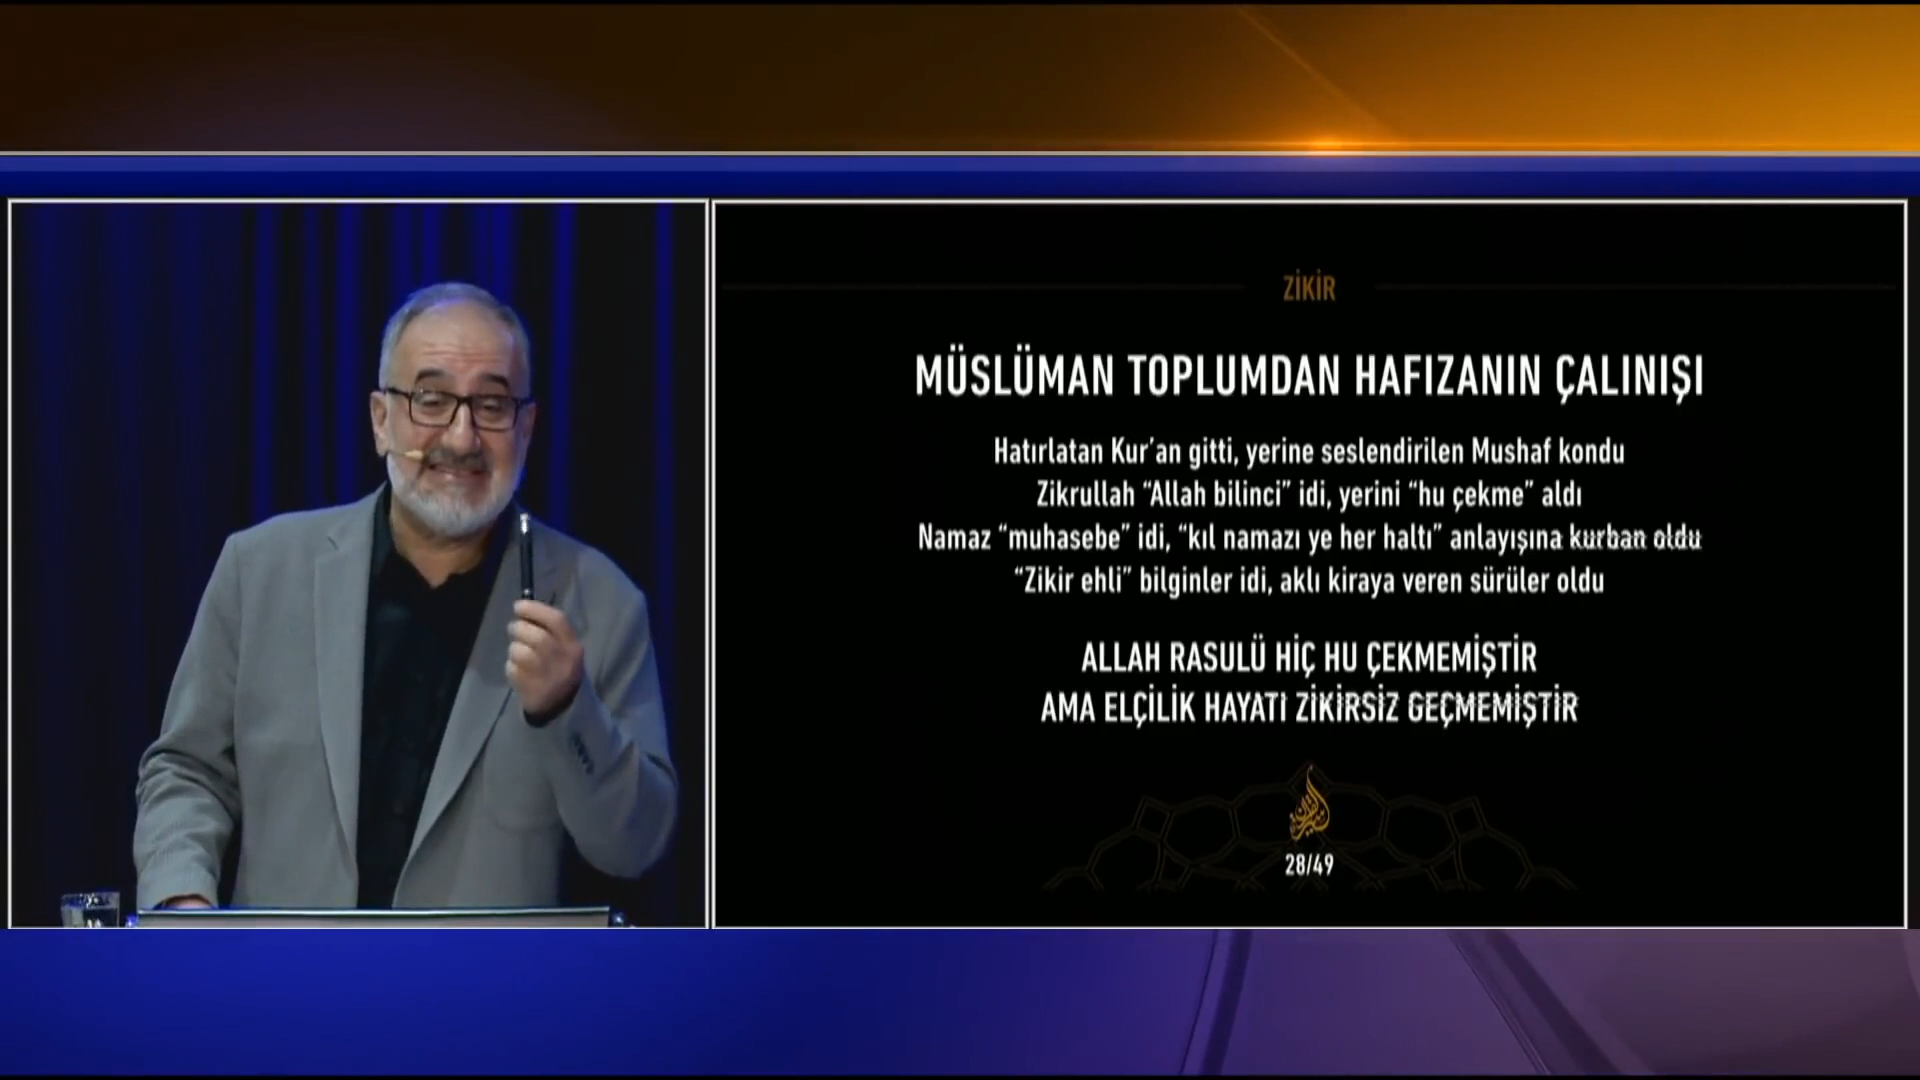 ZİKİR
MÜSLÜMAN TOPLUMDAN HAFIZANIN ÇALINIŞI
Hatırlatan Kur’an gitti, yerine seslendirilen Mushaf kondu
Zikrullah “Allah bilinci” idi, yerini “hu çekme” aldı
Namaz “muhasebe” idi, “kıl namazı ye her haltı” anlayışına kurban oldu
“Zikir ehli” bilginler idi, aklı kiraya veren sürüler oldu
ALLAH RASULÜ HİÇ HU ÇEKMEMİŞTİR
AMA ELÇİLİK HAYATI ZİKİRSİZ GEÇMEMİŞTİR
28/49